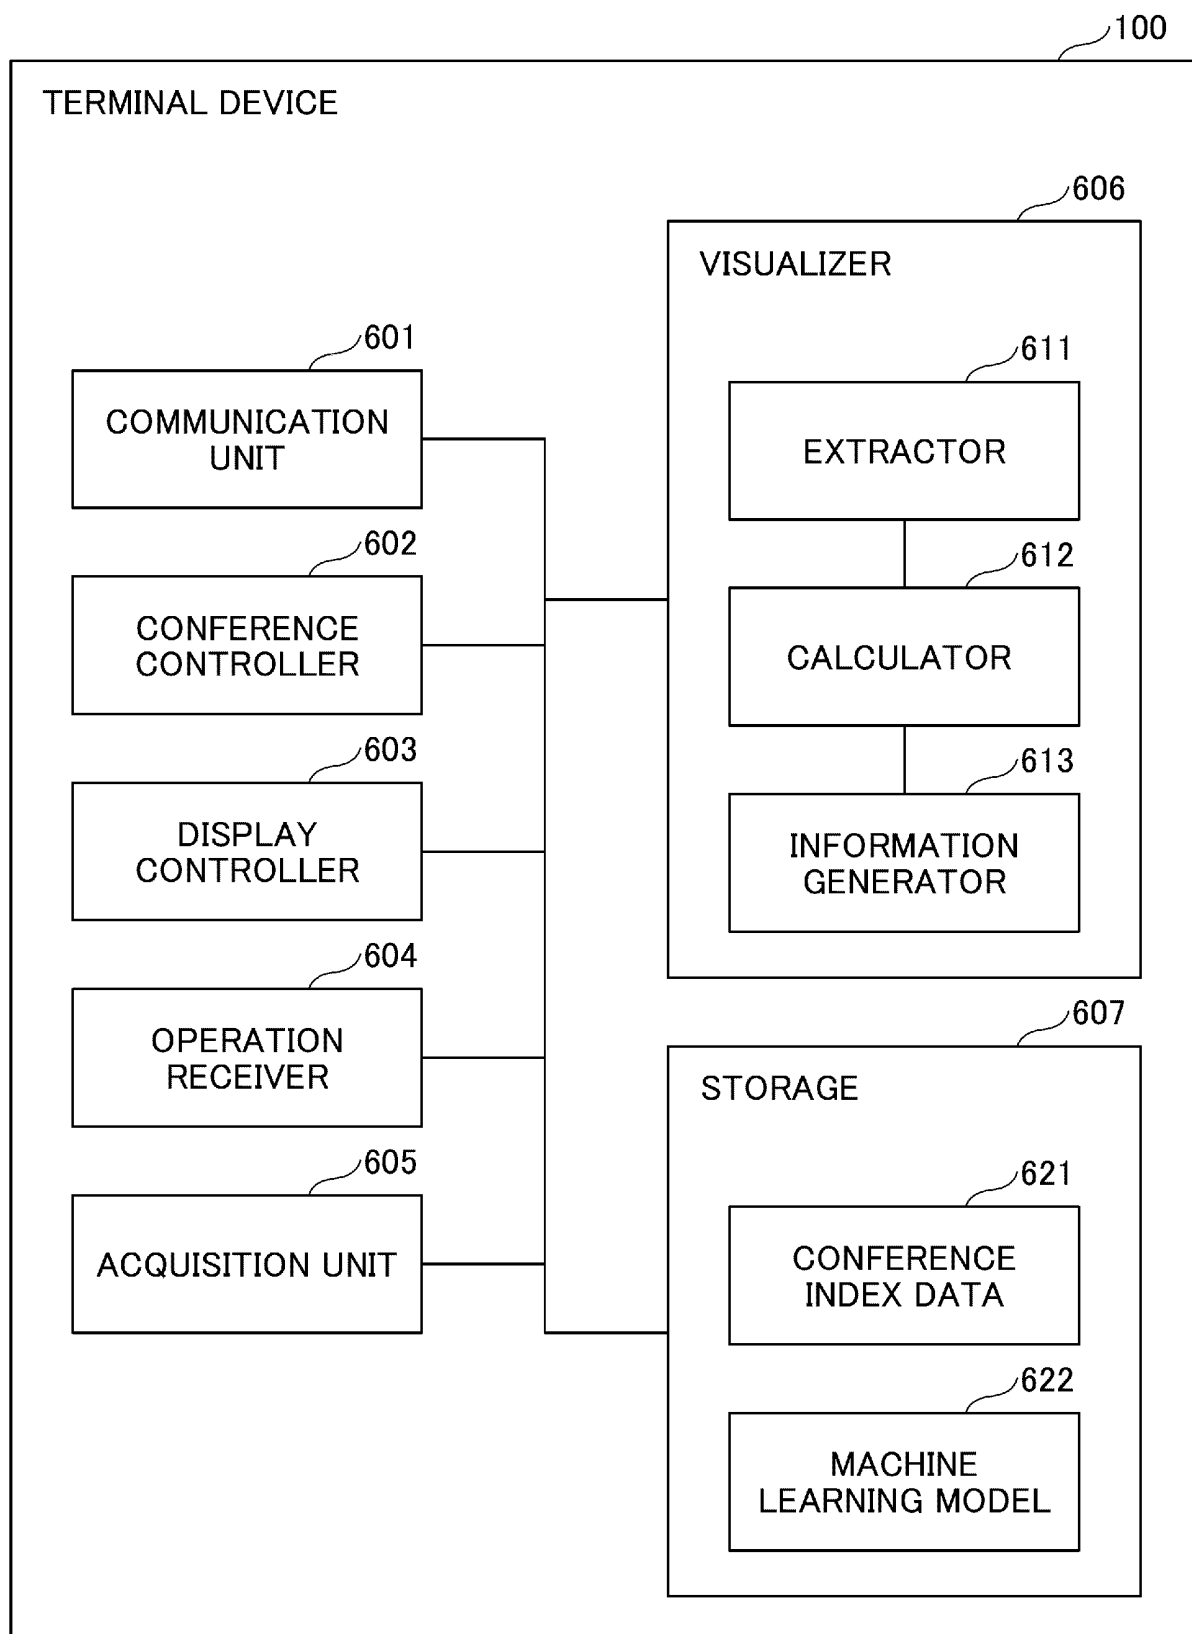 100
TERMINAL DEVICE
601
COMMUNICATION
UNIT
602
CONFERENCE
CONTROLLER
603
DISPLAY
CONTROLLER
604
OPERATION
RECEIVER
605
ACQUISITION UNIT
606
VISUALIZER
611
EXTRACTOR
612
CALCULATOR
613
INFORMATION
GENERATOR
607
STORAGE
621
CONFERENCE
INDEX DATA
622
MACHINE
LEARNING MODEL